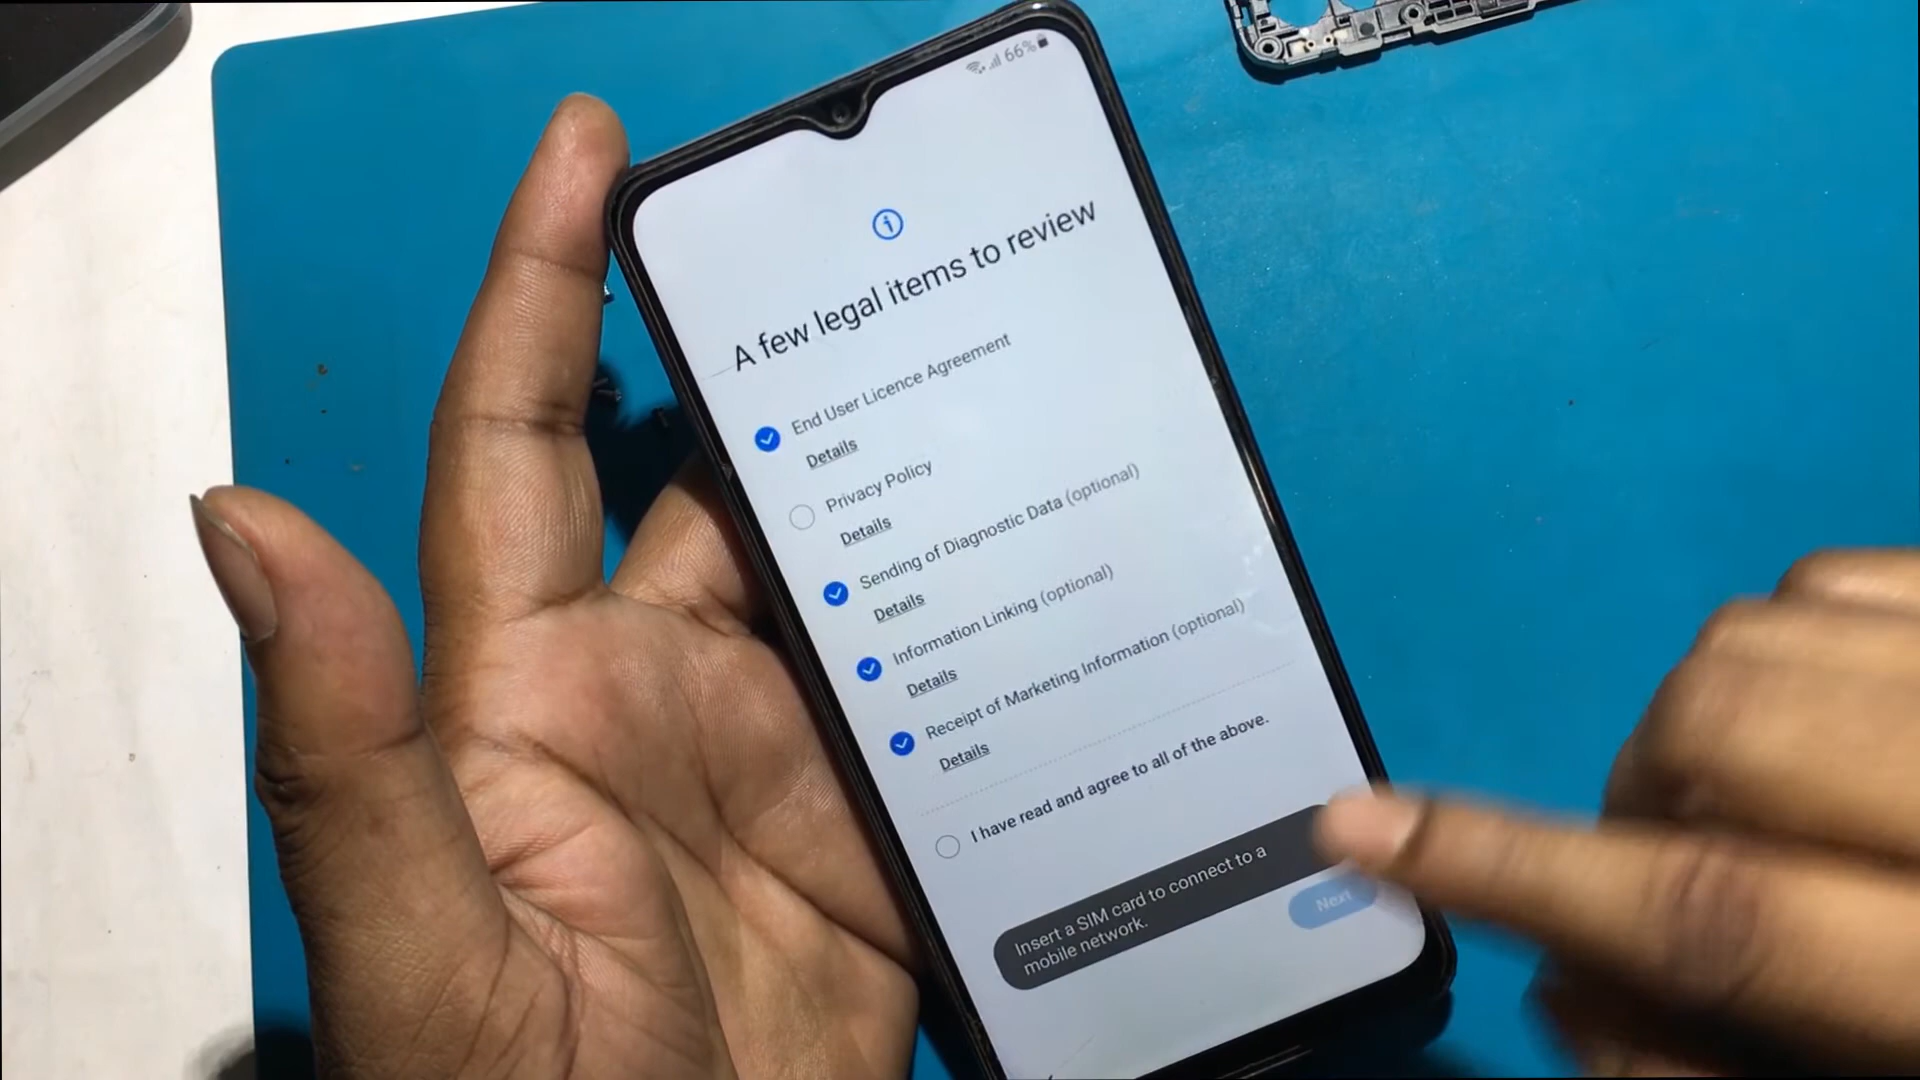 66%
A few legal items to review
End User Licence Agreement
Details
Privacy Policy
Details
Sending of Diagnostic Data (optional)
Details
Information Linking (optional)
Details
Receipt of Marketing Information (optional)
Details
I have read and agree to all of the above.
Insert a SIM card to connect to a
mobile network.
Next